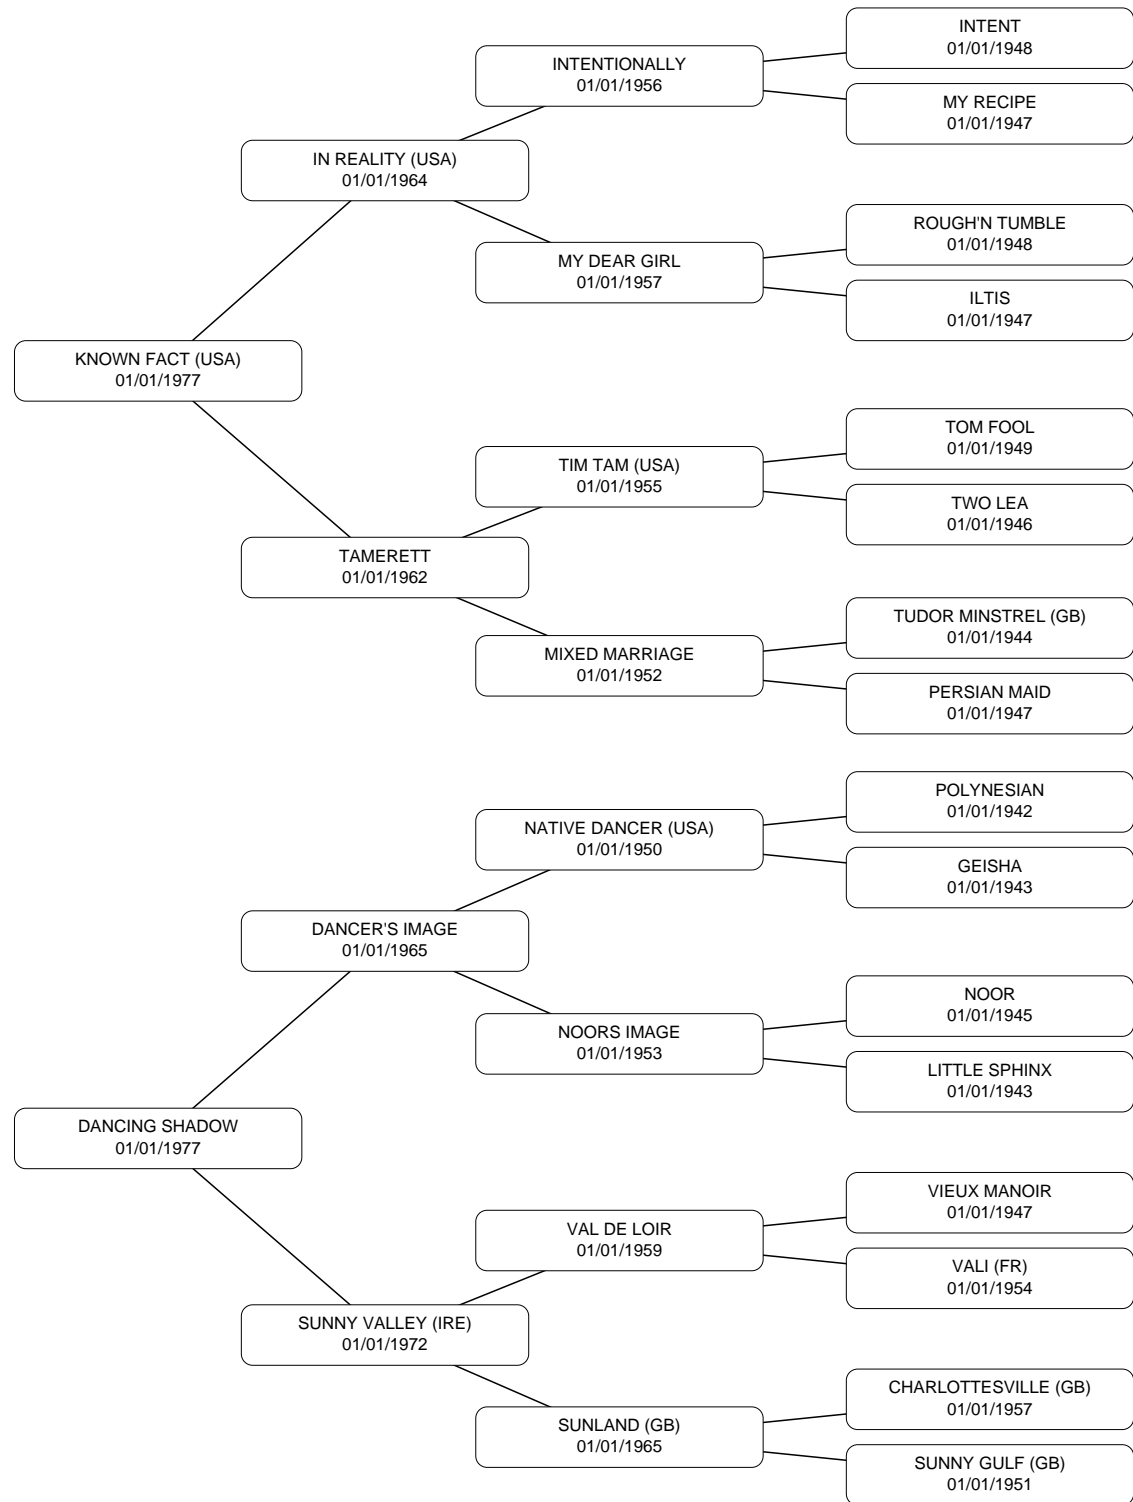 INTENT
01/01/1948
INTENTIONALLY
01/01/1956
MY RECIPE
01/01/1947
IN REALITY (USA)
01/01/1964
ROUGH'N TUMBLE
01/01/1948
MY DEAR GIRL
01/01/1957
ILTIS
01/01/1947
KNOWN FACT (USA)
01/01/1977
TOM FOOL
01/01/1949
TIM TAM (USA)
01/01/1955
TWO LEA
01/01/1946
TAMERETT
01/01/1962
TUDOR MINSTREL (GB)
01/01/1944
MIXED MARRIAGE
01/01/1952
PERSIAN MAID
01/01/1947
POLYNESIAN
01/01/1942
NATIVE DANCER (USA)
01/01/1950
GEISHA
01/01/1943
DANCER'S IMAGE
01/01/1965
NOOR
01/01/1945
NOORS IMAGE
01/01/1953
LITTLE SPHINX
01/01/1943
DANCING SHADOW
01/01/1977
VIEUX MANOIR
01/01/1947
VAL DE LOIR
01/01/1959
VALI (FR)
01/01/1954
SUNNY VALLEY (IRE)
01/01/1972
CHARLOTTESVILLE (GB)
01/01/1957
SUNLAND (GB)
01/01/1965
SUNNY GULF (GB)
01/01/1951